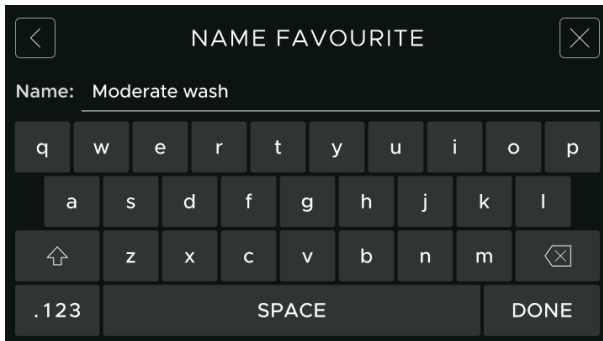 NAME FAVOURITE
Name: Moderate wash
q w e r t y u i o p
a s d f g h j k l
z x c v b n m
.123 SPACE DONE